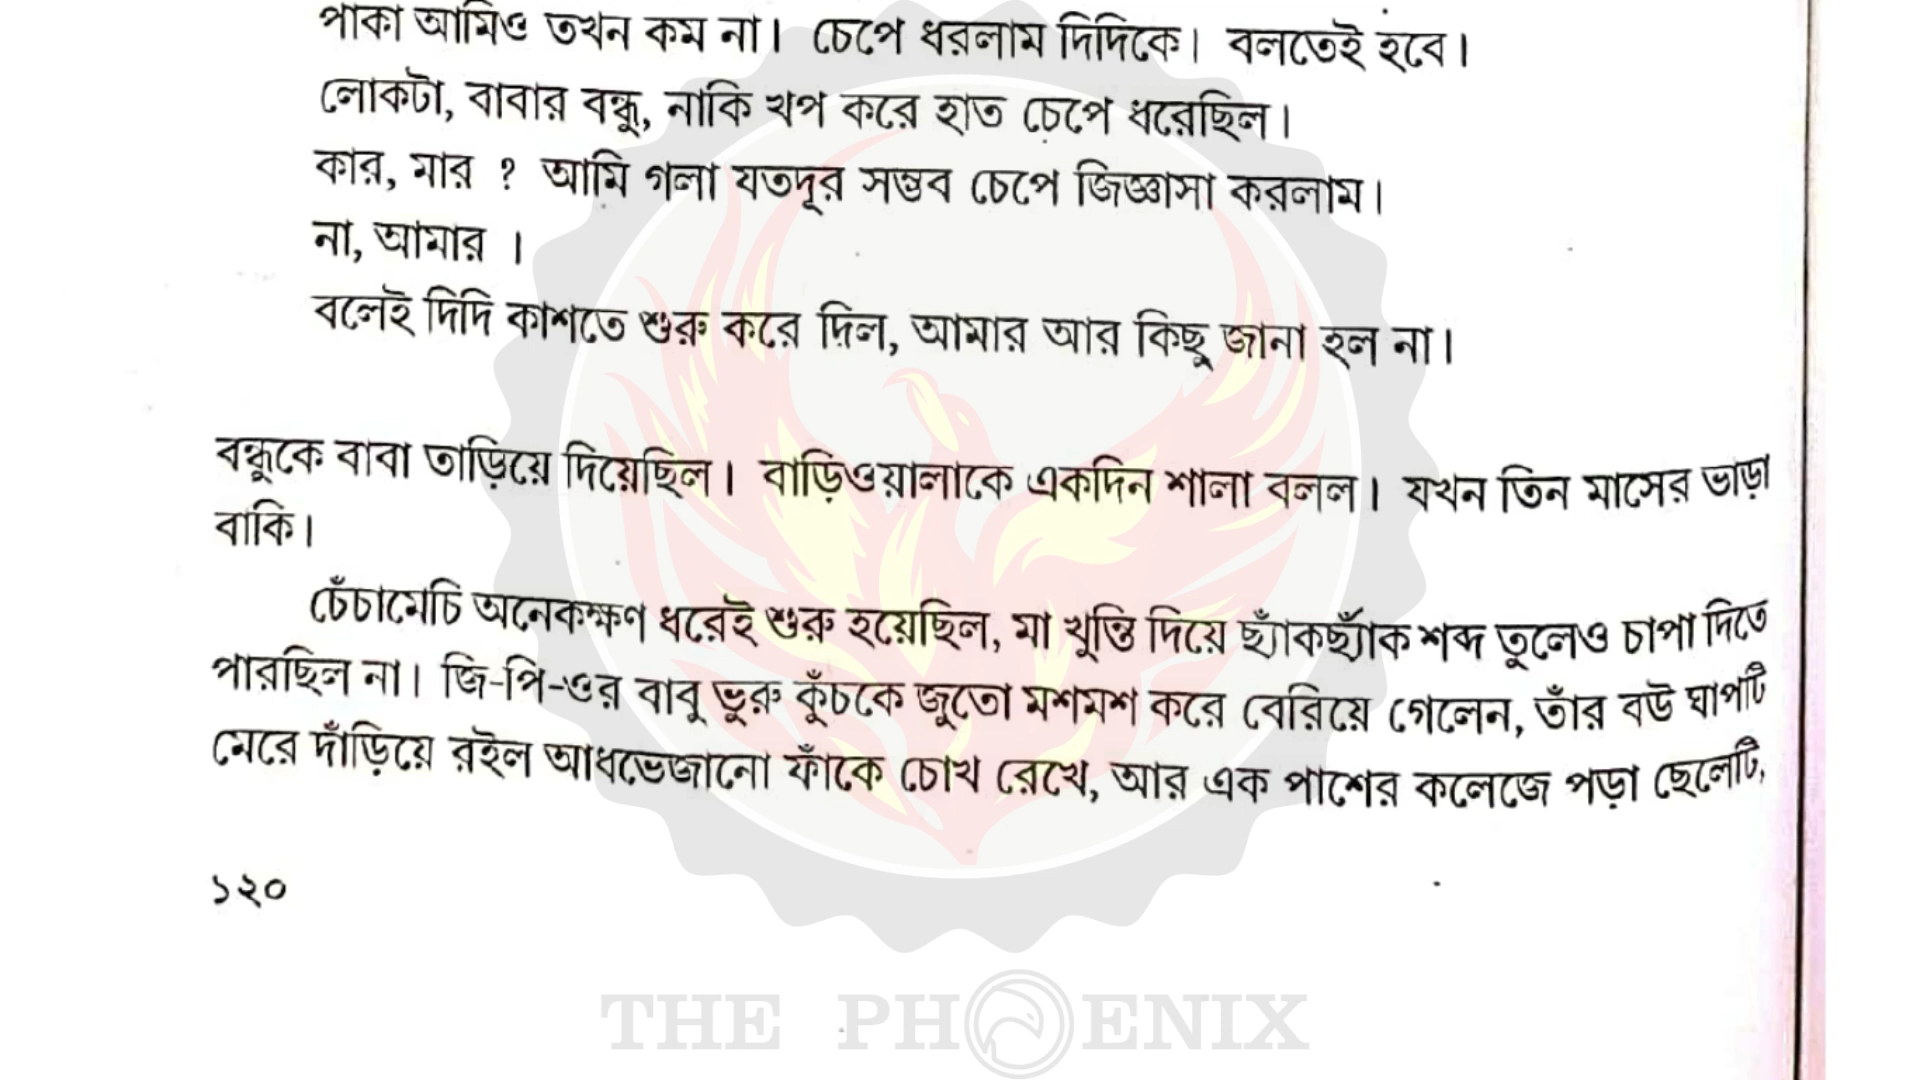 পাকা আমিও তখন কম না। চেপে ধরলাম দিদিকে। বলতেই হবে।
লোকটা, বাবার বন্ধু, নাকি খপ করে হাত চেপে ধরেছিল।
কার, মার ? আমি গলা যতদূর সম্ভব চেপে জিজ্ঞাসা করলাম।
না, আমার ।
বলেই দিদি কাশতে শুরু করে দিল, আমার আর কিছু জানা হল না।
বন্ধুকে বাবা তাড়িয়ে দিয়েছিল। বাড়িওয়ালাকে একদিন শালা বলল। যখন তিন মাসের ভাড়া
বাকি।
চেঁচামেচি অনেকক্ষণ ধরেই শুরু হয়েছিল, মা খুন্তি দিয়ে ছ্যাঁকছ্যাঁক শব্দ তুলেও চাপা দিতে
পারছিল না। জি-পি-ওর বাবু ভুরু কুঁচকে জুতো মশমশ করে বেরিয়ে গেলেন, তাঁর বউ ঘাপটি
মেরে দাঁড়িয়ে রইল আধভেজানো ফাঁকে চোখ রেখে, আর এক পাশের কলেজে পড়া ছেলেটি,
১২০
THE PHOENIX